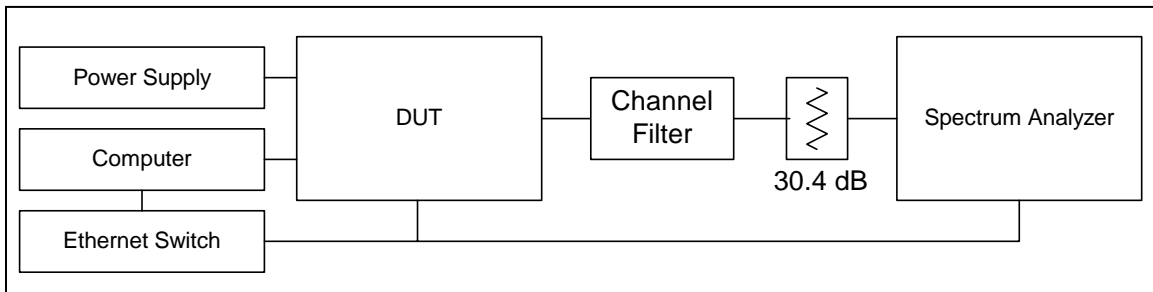 Power Supply
Computer
Ethernet Switch
DUT
Channel
Filter
30.4 dB
Spectrum Analyzer